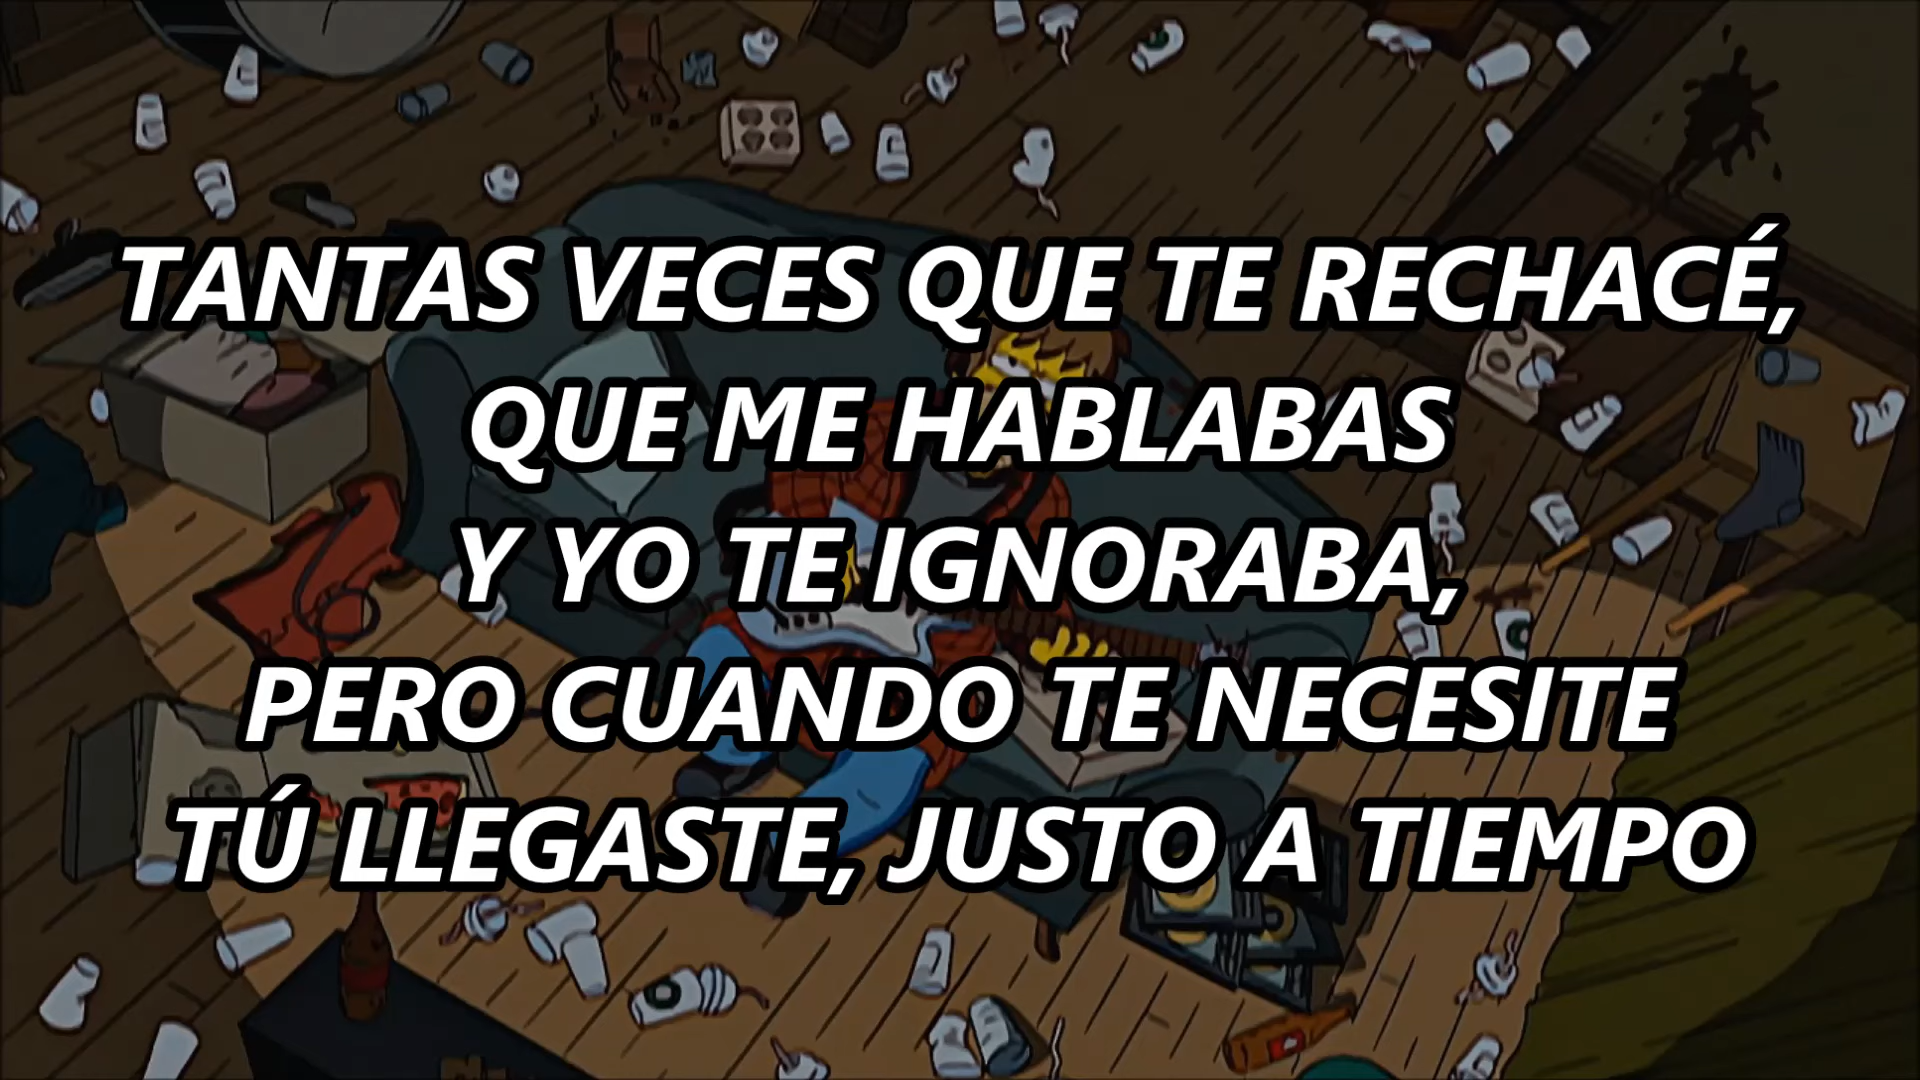 TANTAS VECES QUE TE RECHACÉ,
QUE ME HABLABAS
Y YO TE IGNORABA,
PERO CUANDO TE NECESITE
TÚ LLEGASTE, JUSTO A TIEMPO